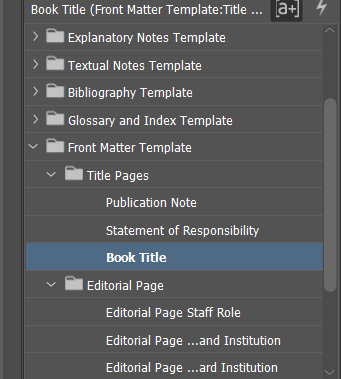 Book Title (Front Matter Template:Title ...
[a+]
Explanatory Notes Template
Textual Notes Template
Bibliography Template
Glossary and Index Template
Front Matter Template
Title Pages
Publication Note
Statement of Responsibility
Book Title
Editorial Page
Editorial Page Staff Role
Editorial Page ...and Institution
Editorial Page ...ard Institution